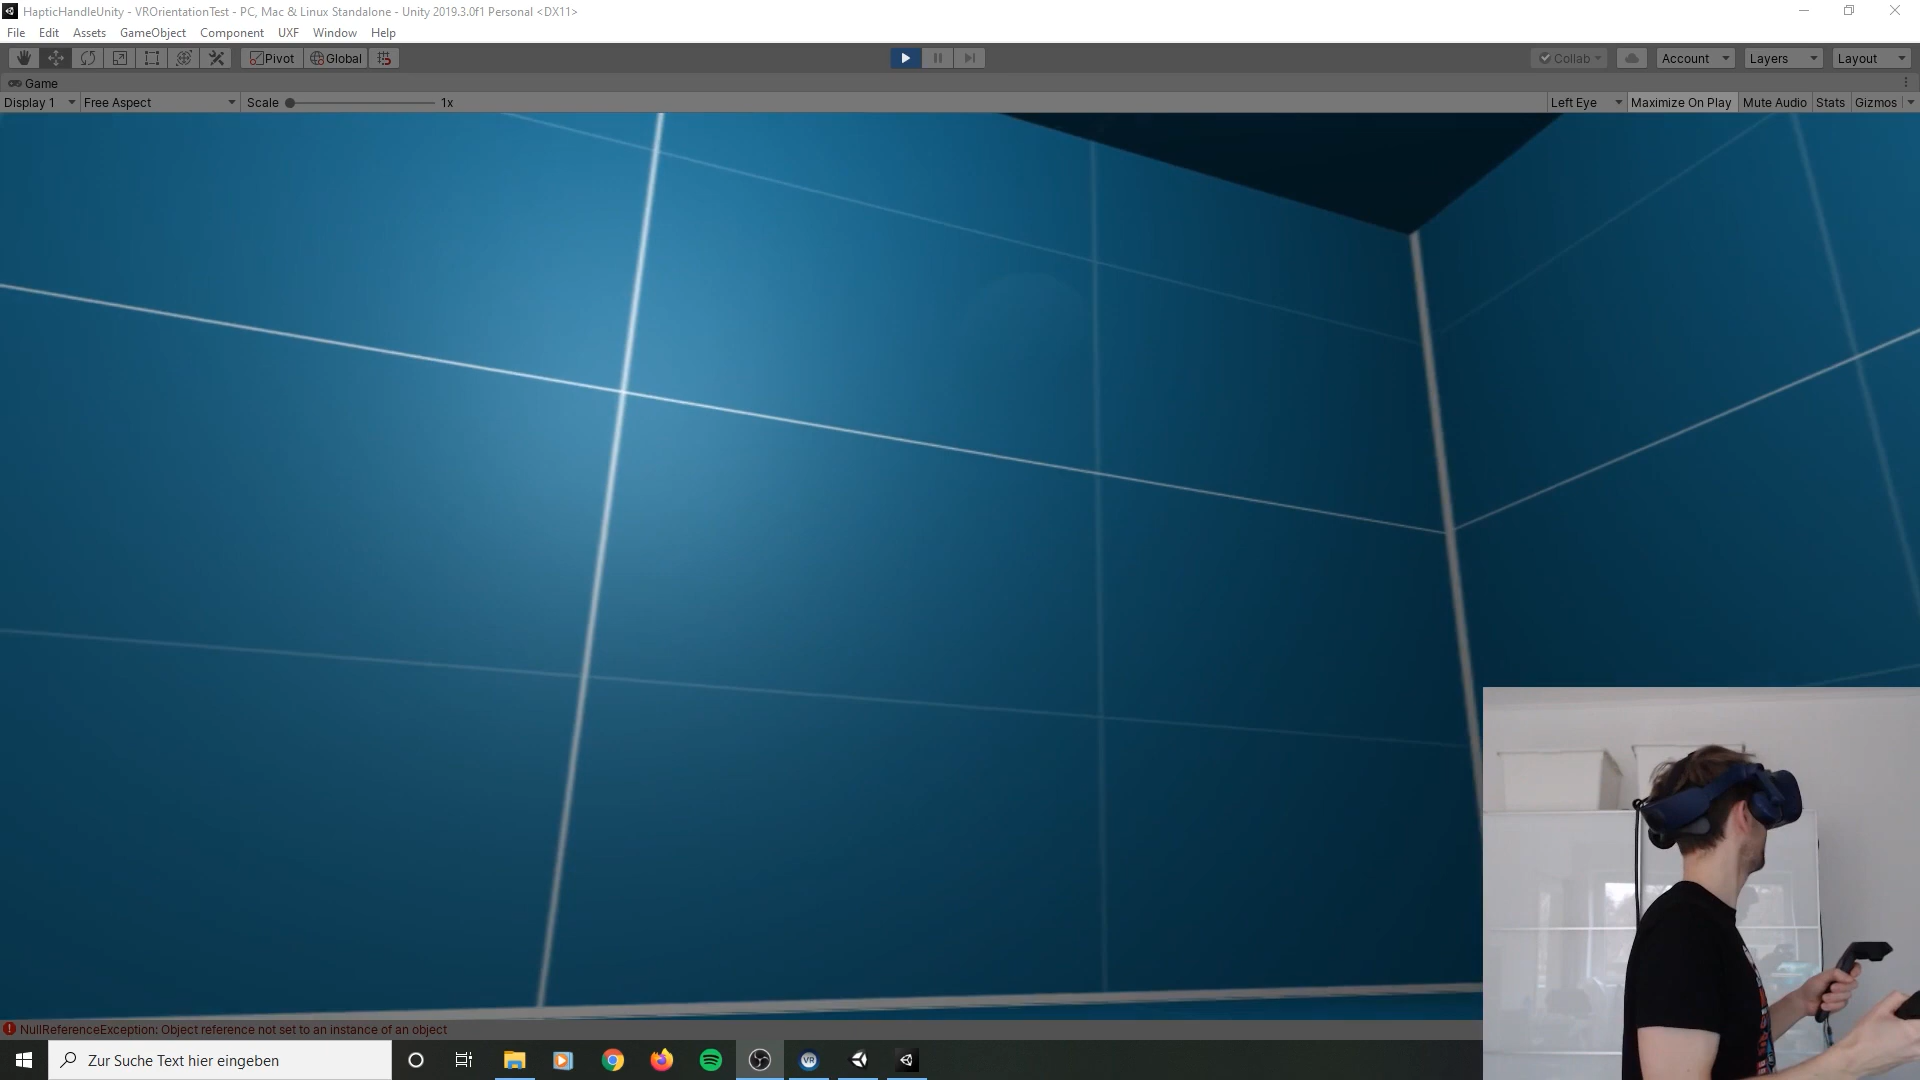 HapticHandleUnity - VROrientationTest - PC, Mac & Linux Standalone - Unity 2019.3.0f1 Personal <DX11>
File Edit Assets GameObject Component UXF Window Help
Pivot Global Collab Account Layers Layout
Game
Display 1 Free Aspect Scale 1x Left Eye Maximize On Play Mute Audio Stats Gizmos
NullReferenceException: Object reference not set to an instance of an object
Zur Suche Text hier eingeben VR